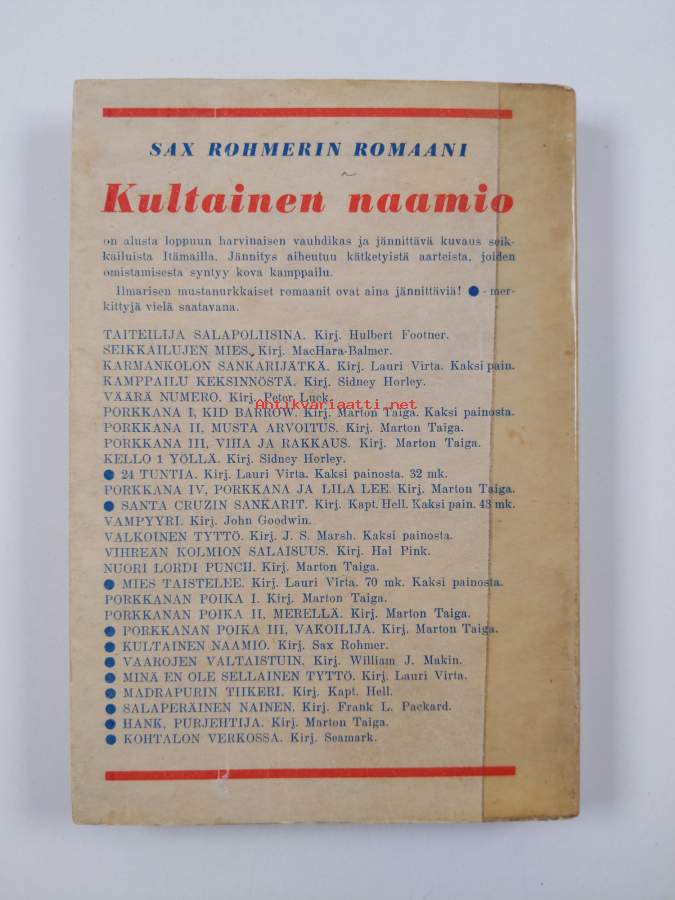 SAX ROHMERIN ROMAANI
Kultainen naamio
on alusta loppuun harvinaisen vauhdikas ja jännittävä kuvaus seik-
kailuista Itämailla. Jännitys aiheutuu kätketyistä aarteista, joiden
omistamisesta syntyy kova kamppailu.
Ilmarisen mustanurkkaiset romaanit ovat aina jännittäviä! ●-mer-
kittyjä vielä saatavana.
TAITEILIJA SALAPOLIISINA. Kirj. Hulbert Footner.
SEIKKAILUJEN MIES. Kirj. MacHara-Balmer.
KARMANKOLON SANKARIJÄTKÄ. Kirj. Lauri Virta. Kaksi pain.
KAMPPAILU KEKSINNÖSTÄ. Kirj. Sidney Horley.
VÄÄRÄ NUMERO. Kirj. Peter Luck.
Antikvariaatti.net
PORKKANA I, KID BARROW. Kirj. Marton Taiga. Kaksi painosta.
PORKKANA II, MUSTA ARVOITUS. Kirj. Marton Taiga.
PORKKANA III, VIHA JA RAKKAUS. Kirj. Marton Taiga.
KELLO 1 YÖLLÄ. Kirj. Sidney Horley.
● 24 TUNTIA. Kirj. Lauri Virta. Kaksi painosta. 32 mk.
PORKKANA IV, PORKKANA JA LILA LEE. Kirj. Marton Taiga.
● SANTA CRUZIN SANKARIT. Kirj. Kapt. Hell. Kaksi pain. 43 mk.
VAMPYYRI. Kirj. John Goodwin.
VALKOINEN TYTTÖ. Kirj. J. S. Marsh. Kaksi painosta.
VIHREÄN KOLMION SALAISUUS. Kirj. Hal Pink.
NUORI LORDI PUNCH. Kirj. Marton Taiga.
● MIES TAISTELEE. Kirj. Lauri Virta. 70 mk. Kaksi painosta.
PORKKANAN POIKA I. Kirj. Marton Taiga.
PORKKANAN POIKA II, MERELLÄ. Kirj. Marton Taiga.
● PORKKANAN POIKA III, VAKOILIJA. Kirj. Marton Taiga.
● KULTAINEN NAAMIO. Kirj. Sax Rohmer.
● VAAROJEN VALTAISTUIN. Kirj. William J. Makin.
● MINÄ EN OLE SELLAINEN TYTTÖ. Kirj. Lauri Virta.
● MADRAPURIN TIIKERI. Kirj. Kapt. Hell.
● SALAPERÄINEN NAINEN. Kirj. Frank L. Packard.
● HANK, PURJEHTIJA. Kirj. Marton Taiga.
● KOHTALON VERKOSSA. Kirj. Seamark.